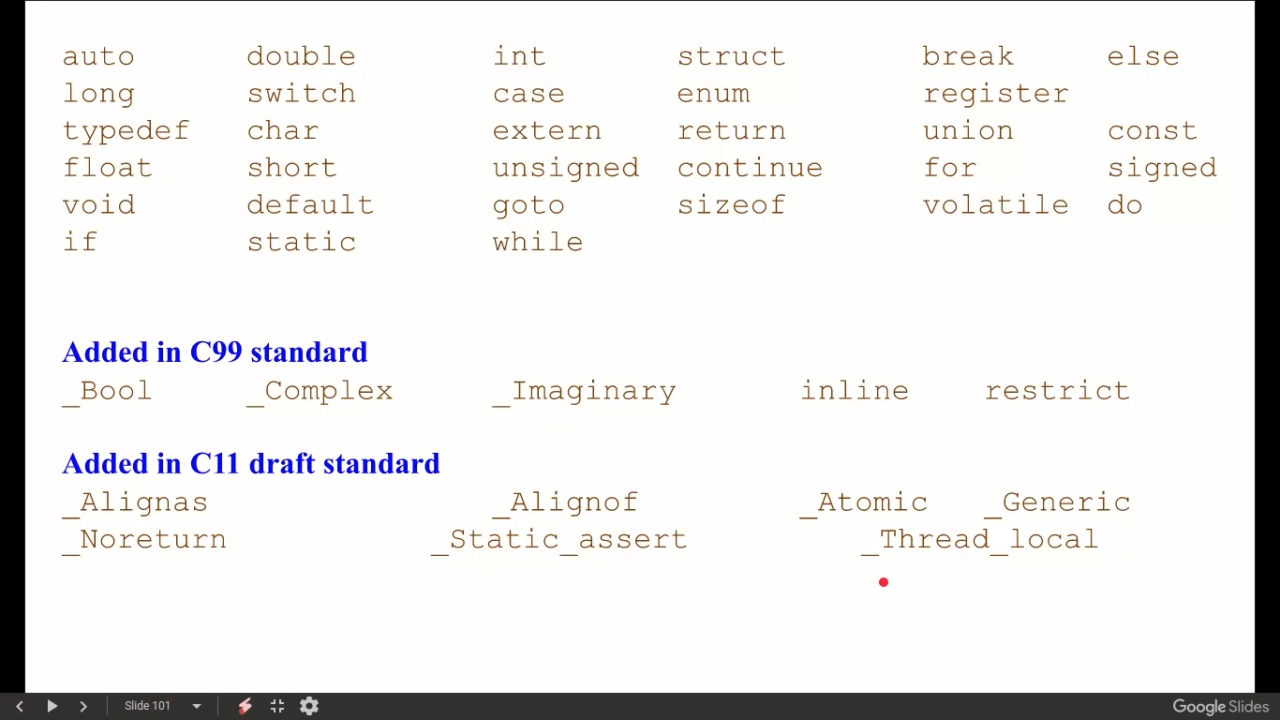 auto double int struct break else
long switch case enum register
typedef char extern return union const
float short unsigned continue for signed
void default goto sizeof volatile do
if static while
Added in C99 standard
_Bool _Complex _Imaginary inline restrict
Added in C11 draft standard
_Alignas _Alignof _Atomic _Generic
_Noreturn _Static_assert _Thread_local
Slide 101 Google Slides